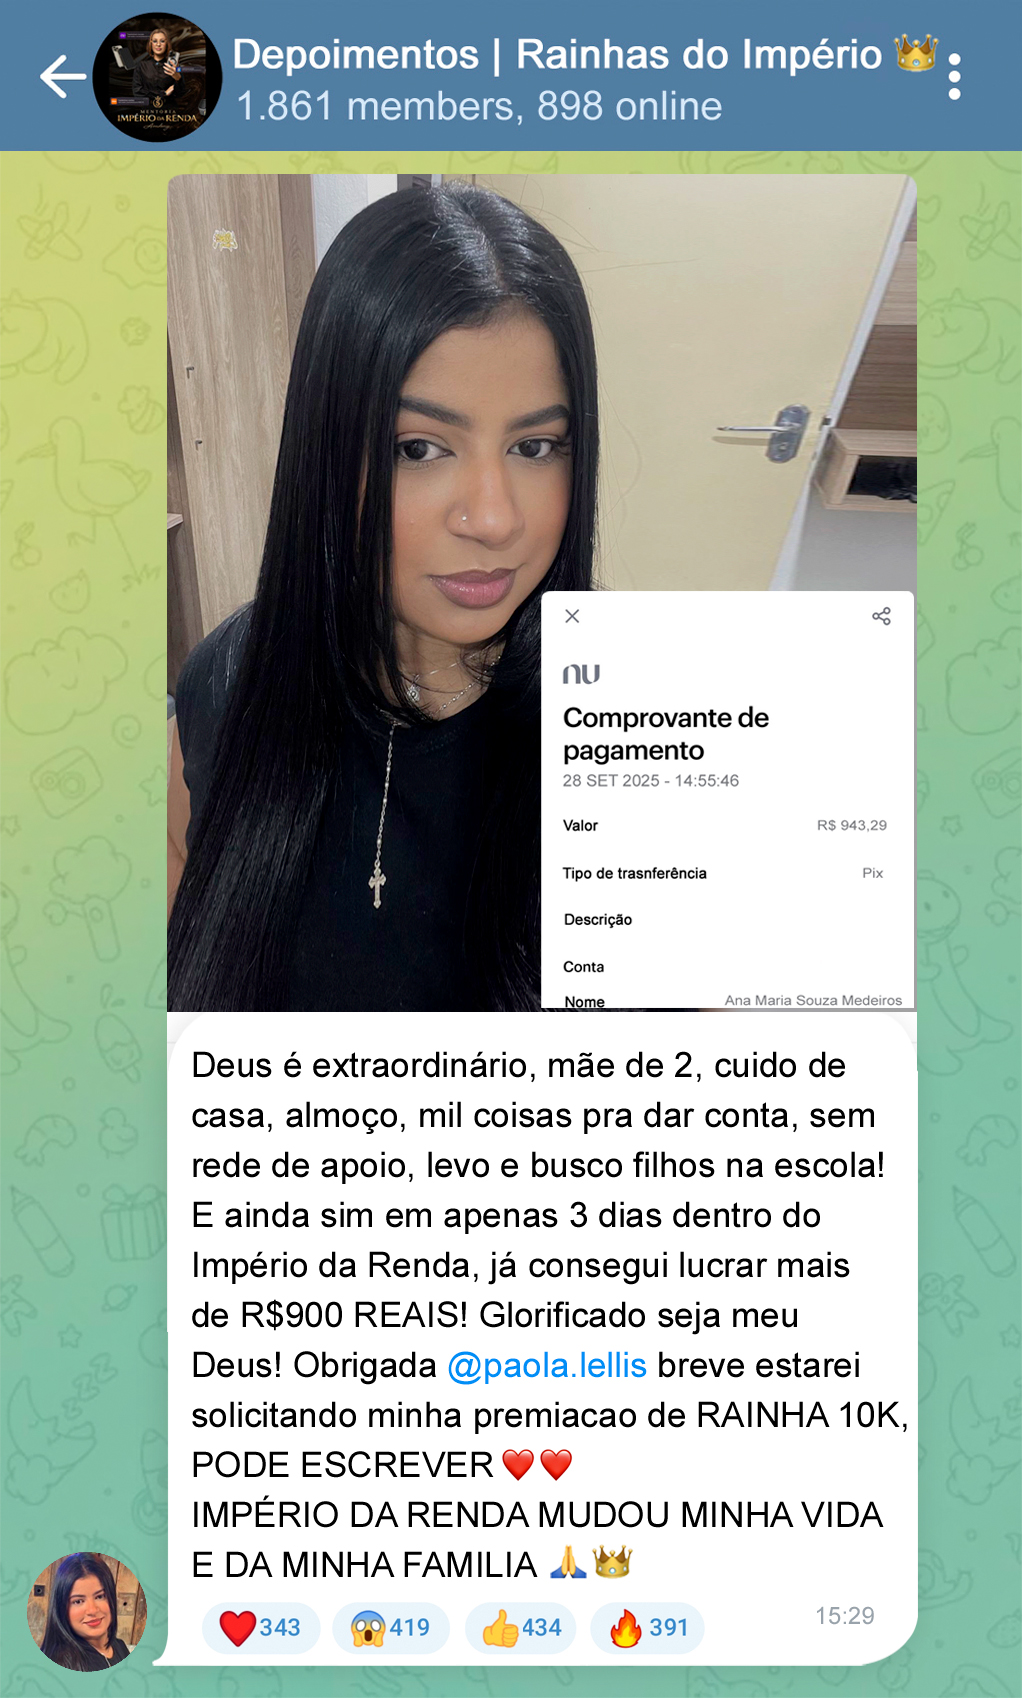 Depoimentos | Rainhas do Império 👑
1.861 members, 898 online
MENTORIA
IMPÉRIO DA RENDA
Academy
nu
Comprovante de
pagamento
28 SET 2025 - 14:55:46
Valor R$ 943,29
Tipo de trasnferência Pix
Descrição
Conta
Nome Ana Maria Souza Medeiros
Deus é extraordinário, mãe de 2, cuido de
casa, almoço, mil coisas pra dar conta, sem
rede de apoio, levo e busco filhos na escola!
E ainda sim em apenas 3 dias dentro do
Império da Renda, já consegui lucrar mais
de R$900 REAIS! Glorificado seja meu
Deus! Obrigada @paola.lellis breve estarei
solicitando minha premiacao de RAINHA 10K,
PODE ESCREVER ❤️❤️
IMPÉRIO DA RENDA MUDOU MINHA VIDA
E DA MINHA FAMILIA 🙏👑
❤️ 343 😱 419 👍 434 🔥 391
15:29